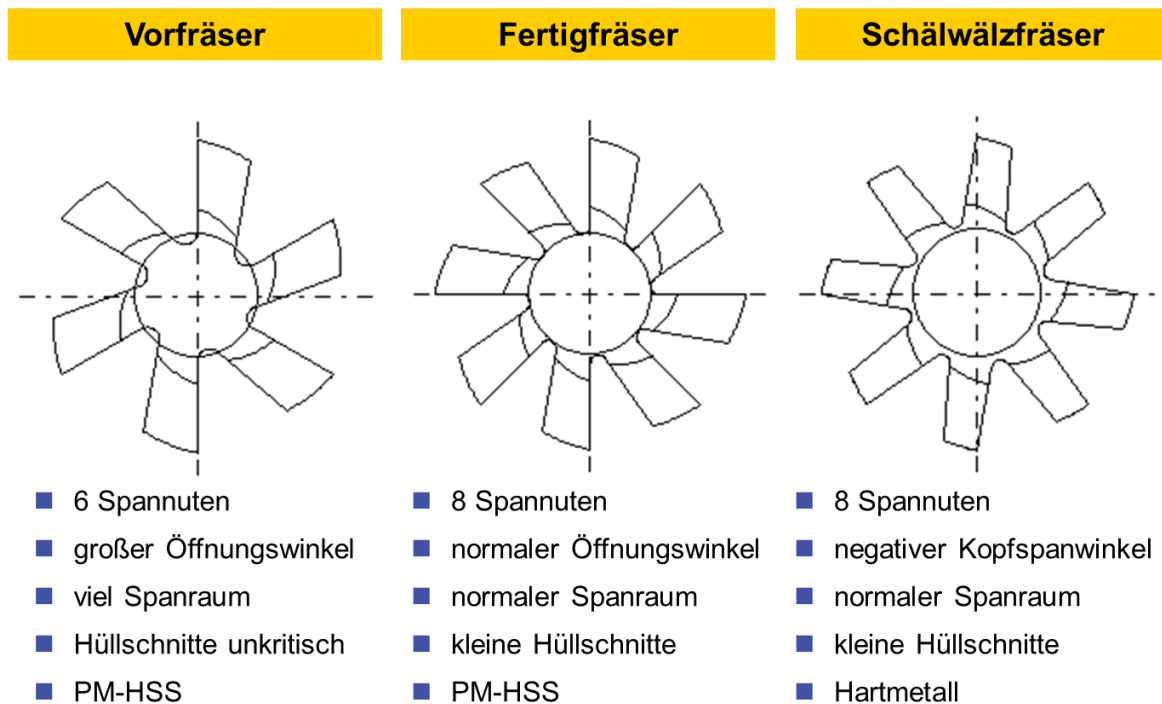 Vorfräser
6 Spannuten
großer Öffnungswinkel
viel Spanraum
Hüllschnitte unkritisch
PM-HSS
Fertigfräser
8 Spannuten
normaler Öffnungswinkel
normaler Spanraum
kleine Hüllschnitte
PM-HSS
Schälwälzfräser
8 Spannuten
negativer Kopfspanwinkel
normaler Spanraum
kleine Hüllschnitte
Hartmetall